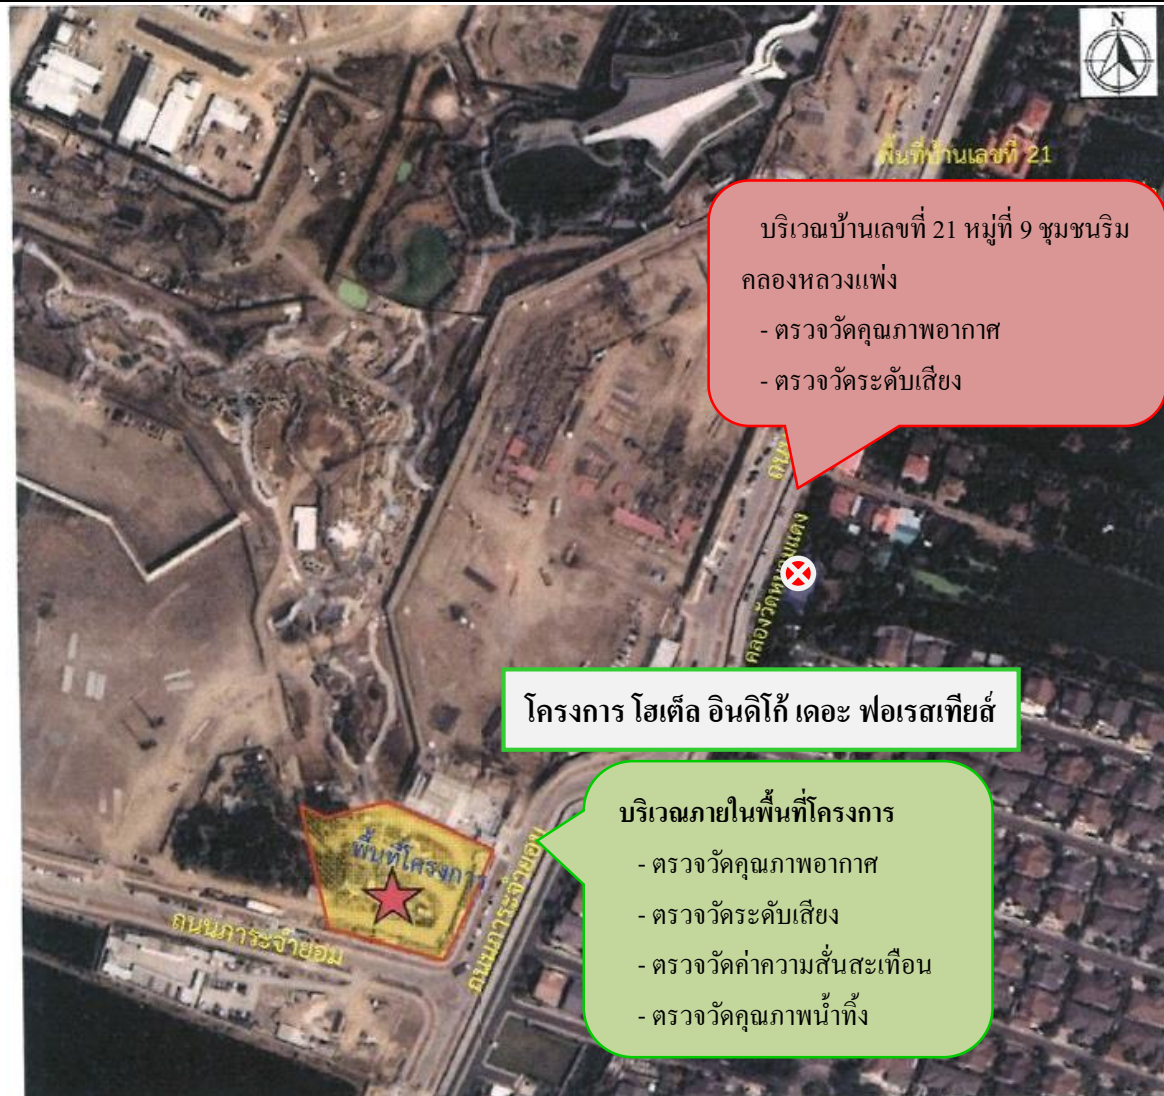 N
พื้นที่บ้านเลขที่ 21
บริเวณบ้านเลขที่ 21 หมู่ที่ 9 ชุมชนริม
คลองหลวงแพ่ง
- ตรวจวัดคุณภาพอากาศ
- ตรวจวัดระดับเสียง
คลองวัดหนามแดง
โครงการ โฮเต็ล อินดิโก้ เดอะ ฟอเรสเทียส์
บริเวณภายในพื้นที่โครงการ
- ตรวจวัดคุณภาพอากาศ
- ตรวจวัดระดับเสียง
- ตรวจวัดค่าความสั่นสะเทือน
- ตรวจวัดคุณภาพน้ำทิ้ง
พื้นที่โครงการ
ถนนภาระจำยอม
ถนนภาระจำยอม